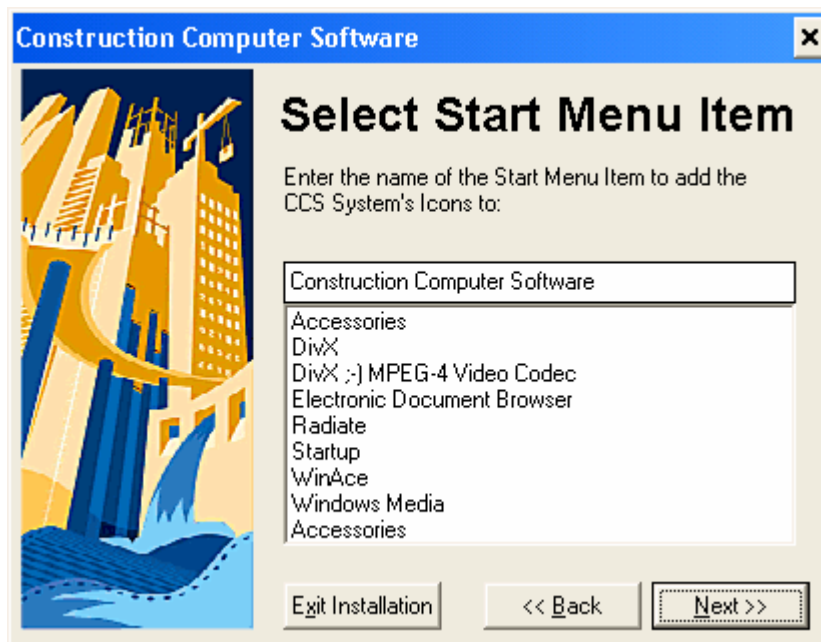 Construction Computer Software
Select Start Menu Item
Enter the name of the Start Menu Item to add the
CCS System's Icons to:
Construction Computer Software
Accessories
DivX
DivX ;-) MPEG-4 Video Codec
Electronic Document Browser
Radiate
Startup
WinAce
Windows Media
Accessories
Exit Installation
<< Back
Next >>